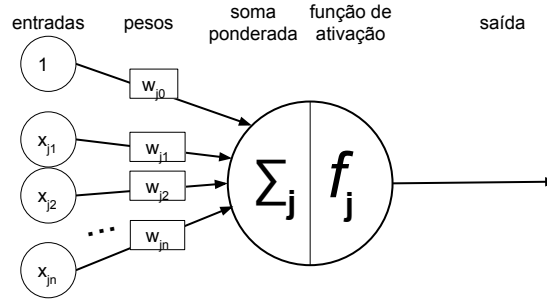 entradas
pesos
soma
ponderada
função de
ativação
saída
1
w_j0
x_j1
w_j1
x_j2
w_j2
...
x_jn
w_jn
∑_j
f_j